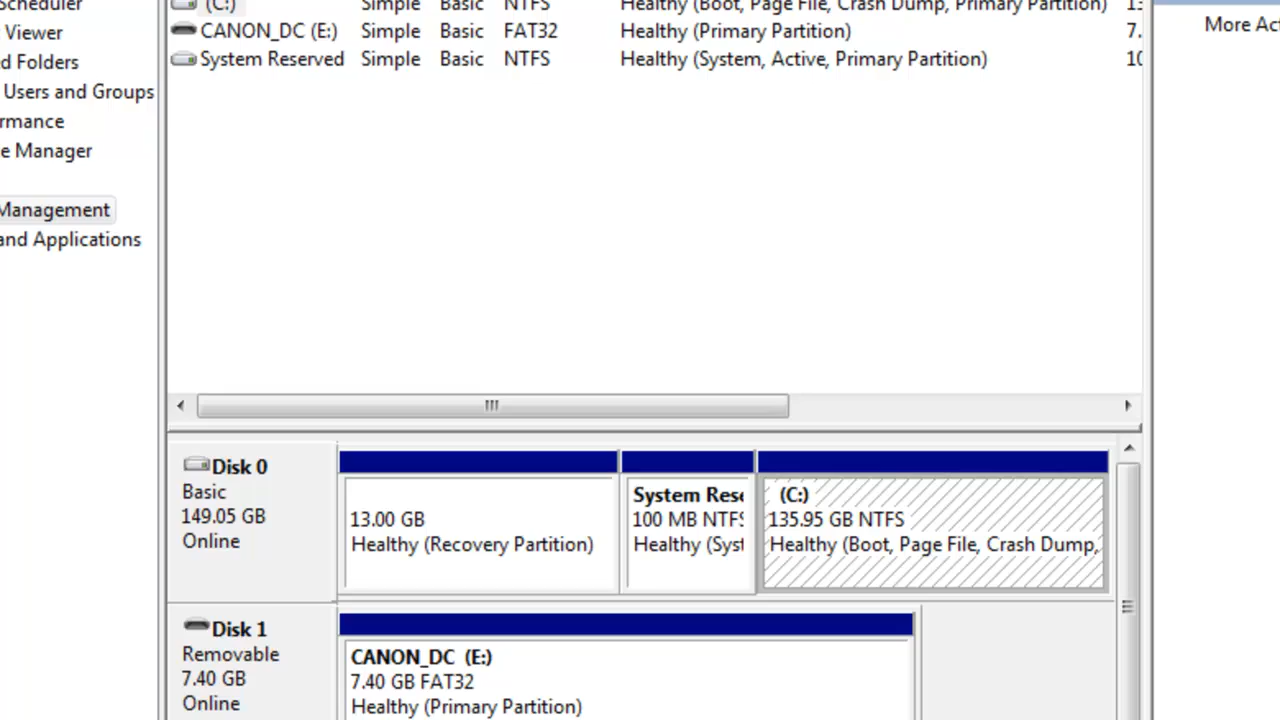 Scheduler
(C:) Simple Basic NTFS Healthy (Boot, Page File, Crash Dump, Primary Partition)
More Act
Viewer
CANON_DC (E:) Simple Basic FAT32 Healthy (Primary Partition) 7.
d Folders
System Reserved Simple Basic NTFS Healthy (System, Active, Primary Partition) 10
Users and Groups
rmance
e Manager
Management
and Applications
Disk 0
Basic
149.05 GB
Online
13.00 GB
Healthy (Recovery Partition)
System Rese
100 MB NTFS
Healthy (Syst
(C:)
135.95 GB NTFS
Healthy (Boot, Page File, Crash Dump,
Disk 1
Removable
7.40 GB
Online
CANON_DC (E:)
7.40 GB FAT32
Healthy (Primary Partition)